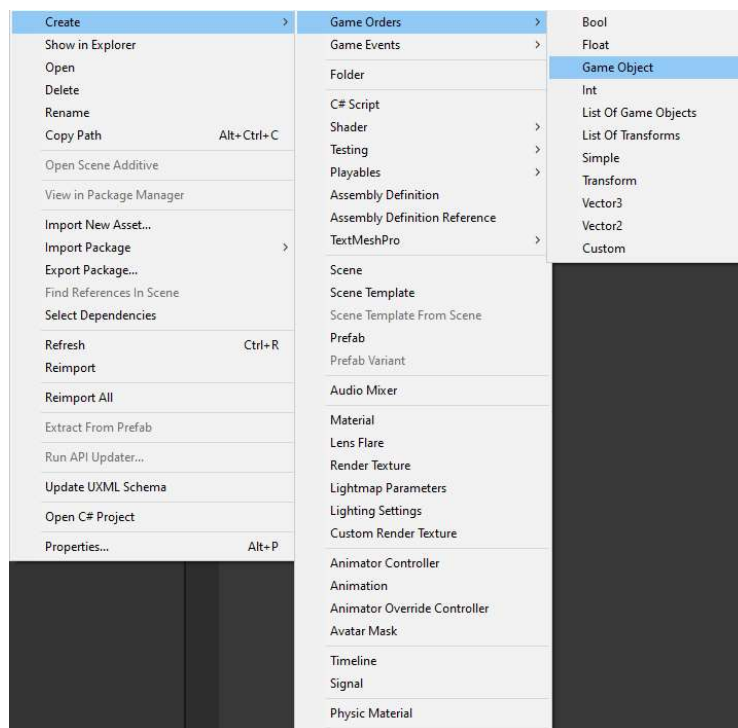 Create >
Show in Explorer
Open
Delete
Rename
Copy Path Alt+Ctrl+C
Open Scene Additive
View in Package Manager
Import New Asset...
Import Package >
Export Package...
Find References In Scene
Select Dependencies
Refresh Ctrl+R
Reimport
Reimport All
Extract From Prefab
Run API Updater...
Update UXML Schema
Open C# Project
Properties... Alt+P
Game Orders >
Game Events >
Folder
C# Script
Shader >
Testing >
Playables >
Assembly Definition
Assembly Definition Reference
TextMeshPro >
Scene
Scene Template
Scene Template From Scene
Prefab
Prefab Variant
Audio Mixer
Material
Lens Flare
Render Texture
Lightmap Parameters
Lighting Settings
Custom Render Texture
Animator Controller
Animation
Animator Override Controller
Avatar Mask
Timeline
Signal
Physic Material
Bool
Float
Game Object
Int
List Of Game Objects
List Of Transforms
Simple
Transform
Vector3
Vector2
Custom